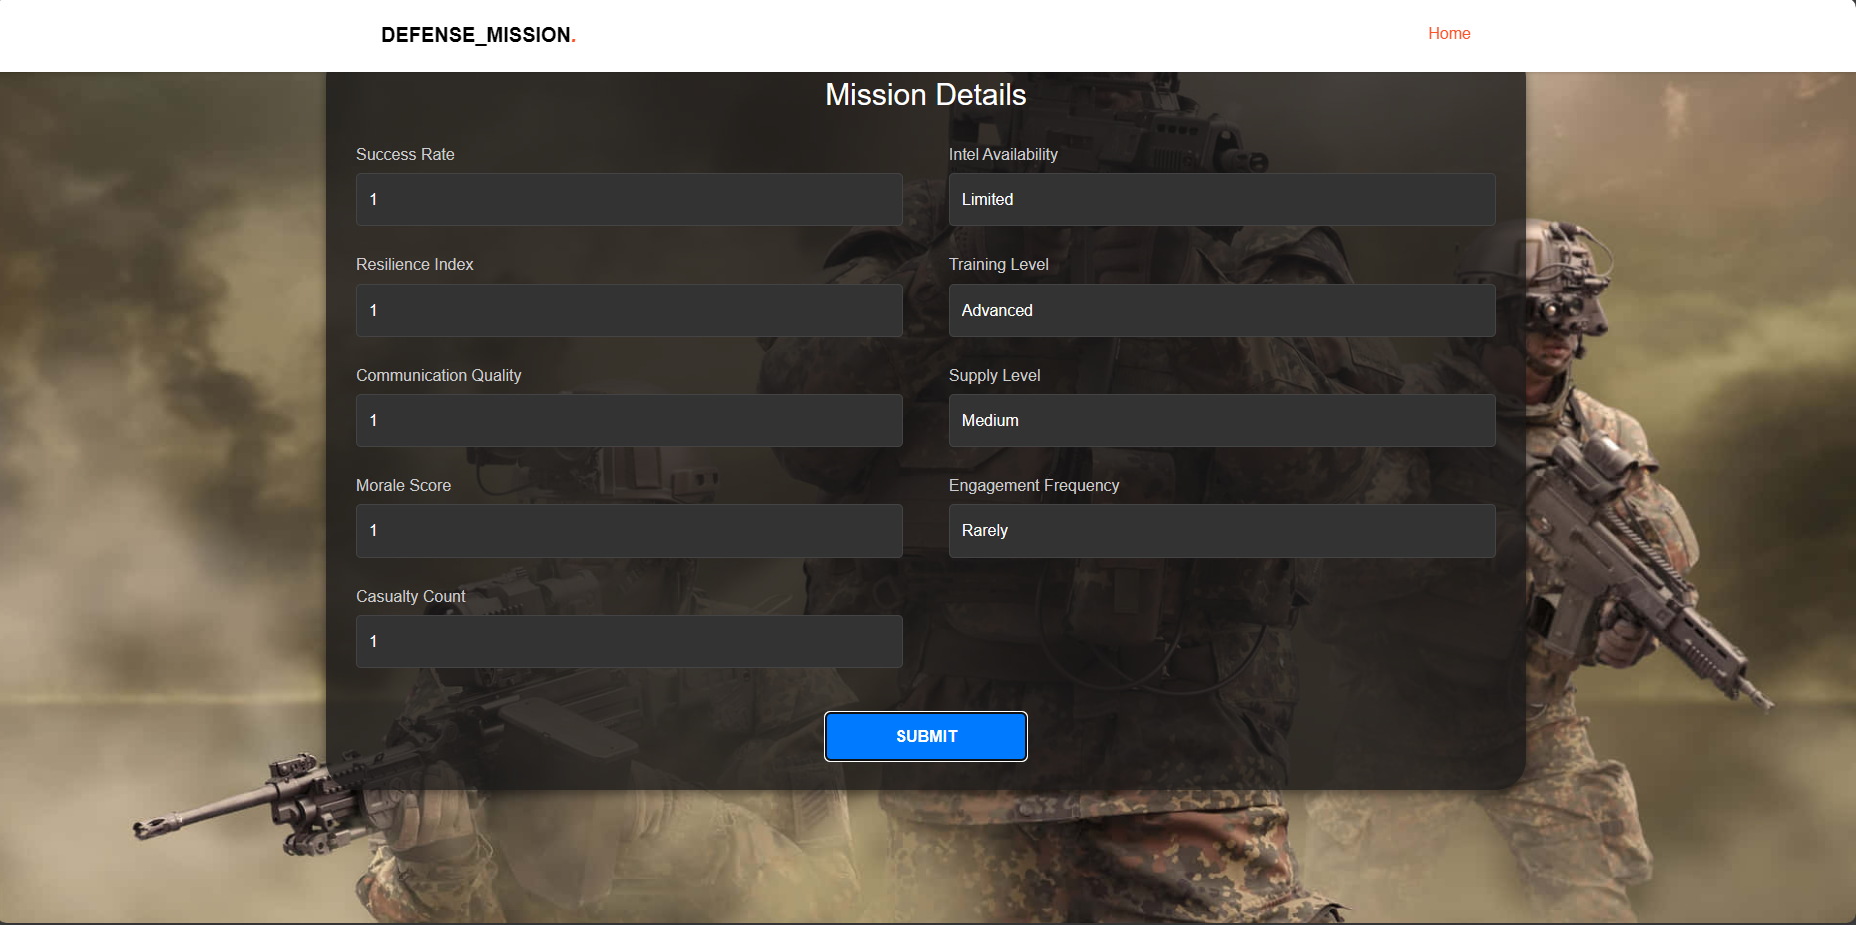 DEFENSE_MISSION.
Home
Mission Details
Success Rate
1
Intel Availability
Limited
Resilience Index
1
Training Level
Advanced
Communication Quality
1
Supply Level
Medium
Morale Score
1
Engagement Frequency
Rarely
Casualty Count
1
SUBMIT